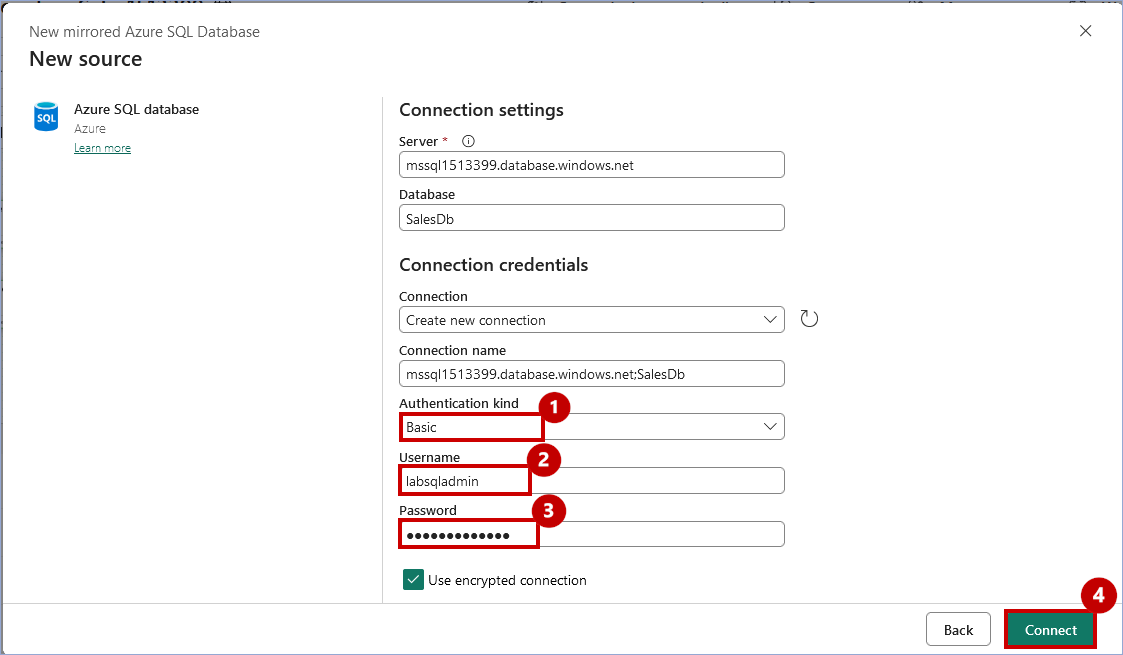 New mirrored Azure SQL Database
New source
SQL
Azure SQL database
Azure
Learn more
Connection settings
Server *
mssql1513399.database.windows.net
Database
SalesDb
Connection credentials
Connection
Create new connection
Connection name
mssql1513399.database.windows.net;SalesDb
Authentication kind
1
Basic
Username
2
labsqladmin
Password
3
•••••••••••••
Use encrypted connection
4
Back
Connect